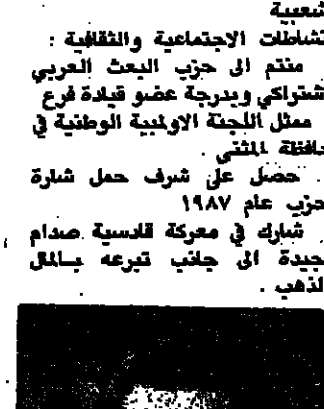 شعبية
نشاطات الاجتماعية والثقافية :
منتم الى حزب البعث العربي
شتراكي وبدرجة عضو قيادة فرع
ممثل اللجنة الاولمبية الوطنية في
افظة المثنى .
. حصل على شرف حمل شارة
حزب عام ١٩٨٧
. شارك في معركة قادسية صدام
جيدة الى جانب تبرعه بالمال
لذهب .